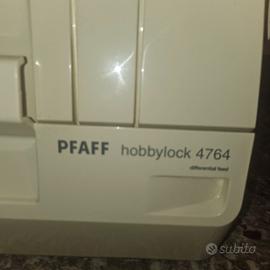 PFAFF hobbylock 4764
differential feed
subito